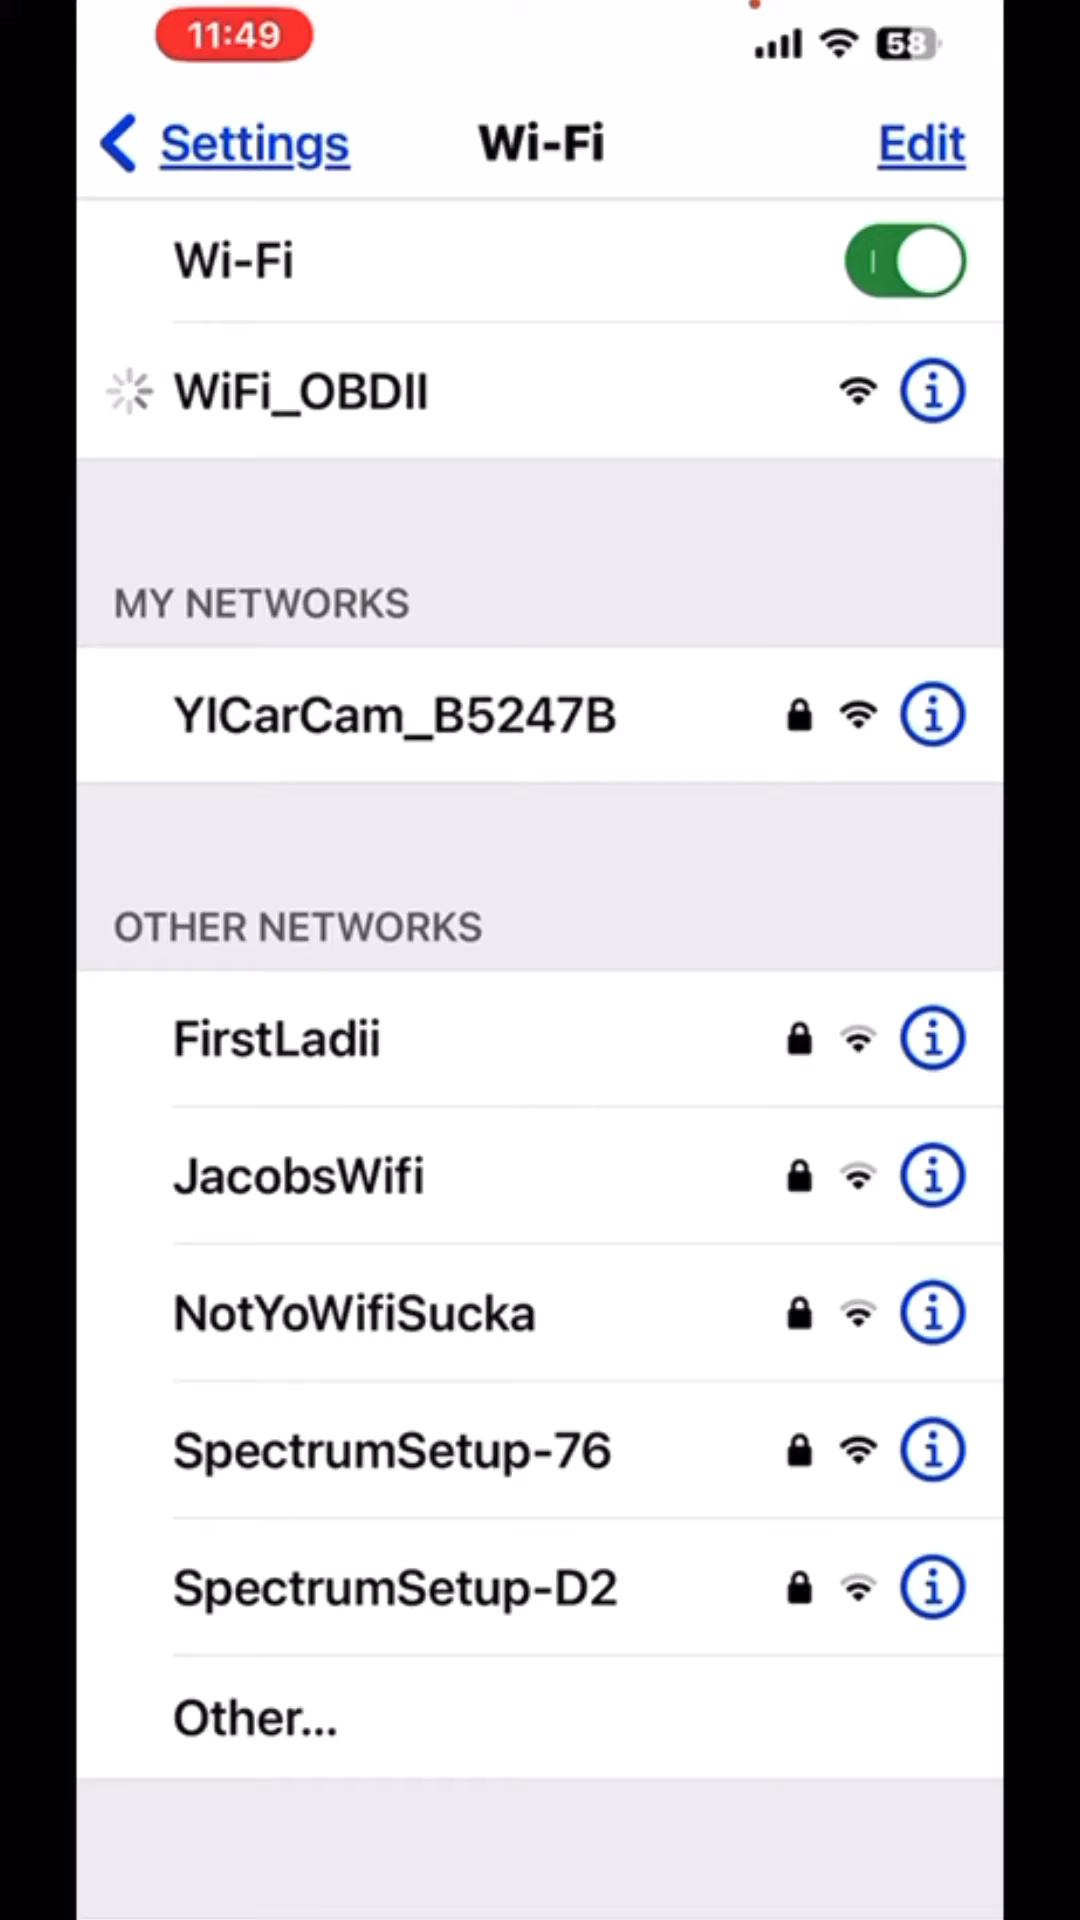 11:49
58
Settings
Wi-Fi
Edit
Wi-Fi
WiFi_OBDII
MY NETWORKS
YICarCam_B5247B
OTHER NETWORKS
FirstLadii
JacobsWifi
NotYoWifiSucka
SpectrumSetup-76
SpectrumSetup-D2
Other...